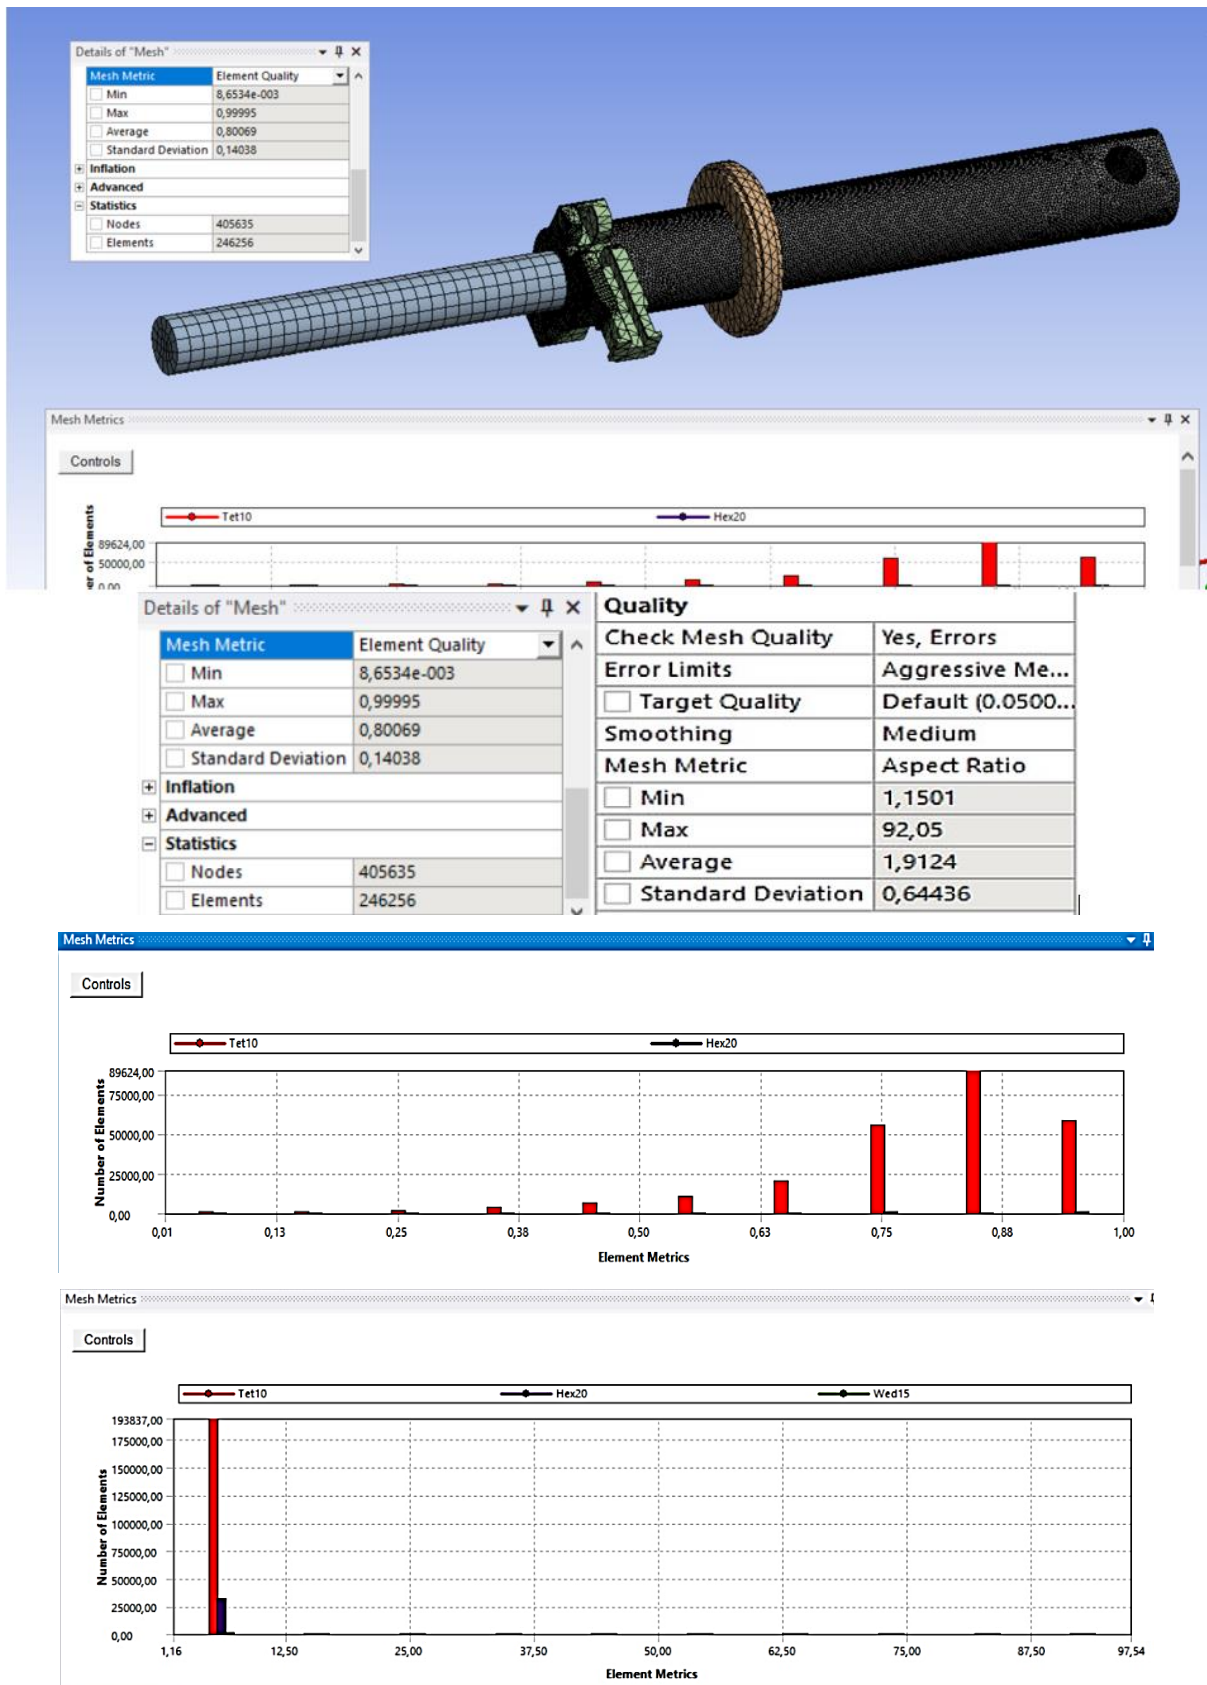 Details of "Mesh"
Mesh Metric Element Quality
Min 8,6534e-003
Max 0,99995
Average 0,80069
Standard Deviation 0,14038
Inflation
Advanced
Statistics
Nodes 405635
Elements 246256
Mesh Metrics
Controls
Tet10 Hex20
89624,00
50000,00
0,00
er of Elements
Details of "Mesh"
Mesh Metric Element Quality
Min 8,6534e-003
Max 0,99995
Average 0,80069
Standard Deviation 0,14038
Inflation
Advanced
Statistics
Nodes 405635
Elements 246256
Quality
Check Mesh Quality Yes, Errors
Error Limits Aggressive Me...
Target Quality Default (0.0500...
Smoothing Medium
Mesh Metric Aspect Ratio
Min 1,1501
Max 92,05
Average 1,9124
Standard Deviation 0,64436
Mesh Metrics
Controls
Tet10 Hex20
Number of Elements
89624,00
75000,00
50000,00
25000,00
0,00
0,01 0,13 0,25 0,38 0,50 0,63 0,75 0,88 1,00
Element Metrics
Mesh Metrics
Controls
Tet10 Hex20 Wed15
Number of Elements
193837,00
175000,00
150000,00
125000,00
100000,00
75000,00
50000,00
25000,00
0,00
1,16 12,50 25,00 37,50 50,00 62,50 75,00 87,50 97,54
Element Metrics